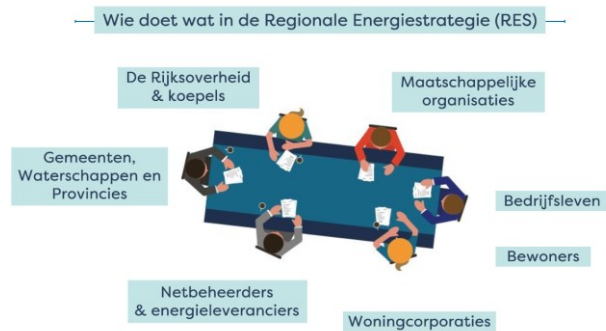 Wie doet wat in de Regionale Energiestrategie (RES)
De Rijksoverheid
& koepels
Maatschappelijke
organisaties
Gemeenten,
Waterschappen en
Provincies
Bedrijfsleven
Bewoners
Netbeheerders
& energieleveranciers
Woningcorporaties